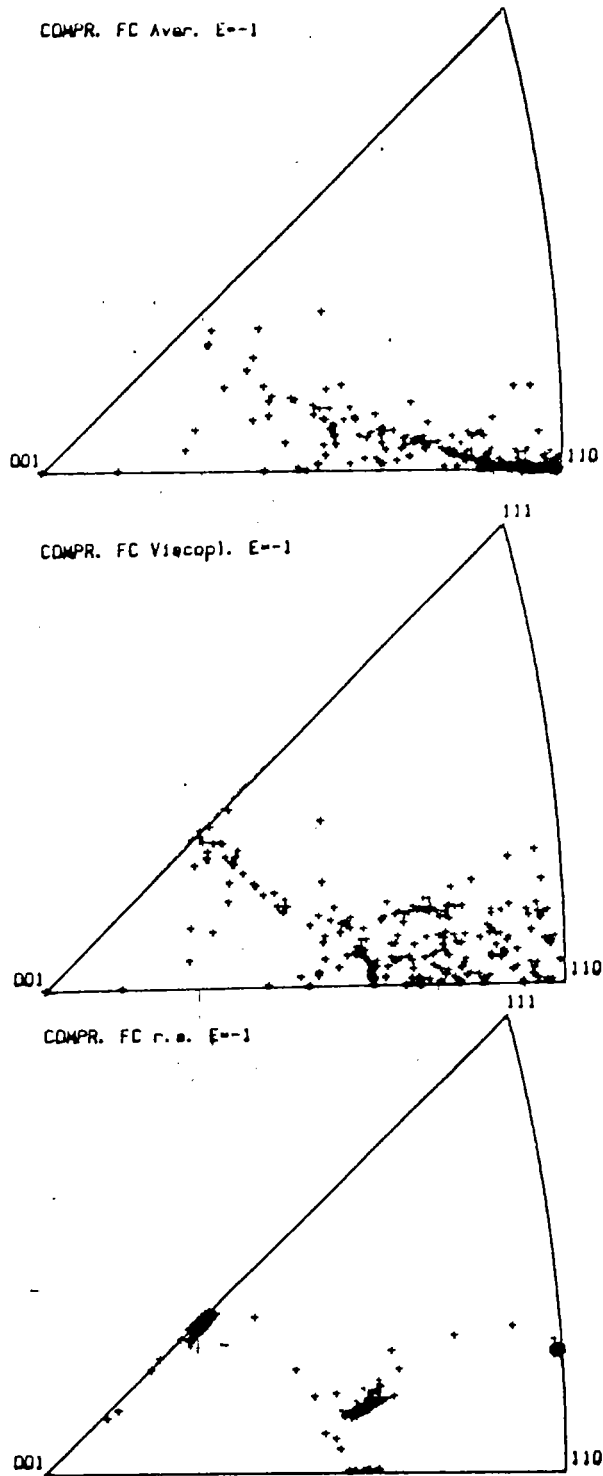 COMPR. FC Aver. E=-1
001
110
111
COMPR. FC Viscopl. E=-1
001
110
111
COMPR. FC r.s. E=-1
001
110